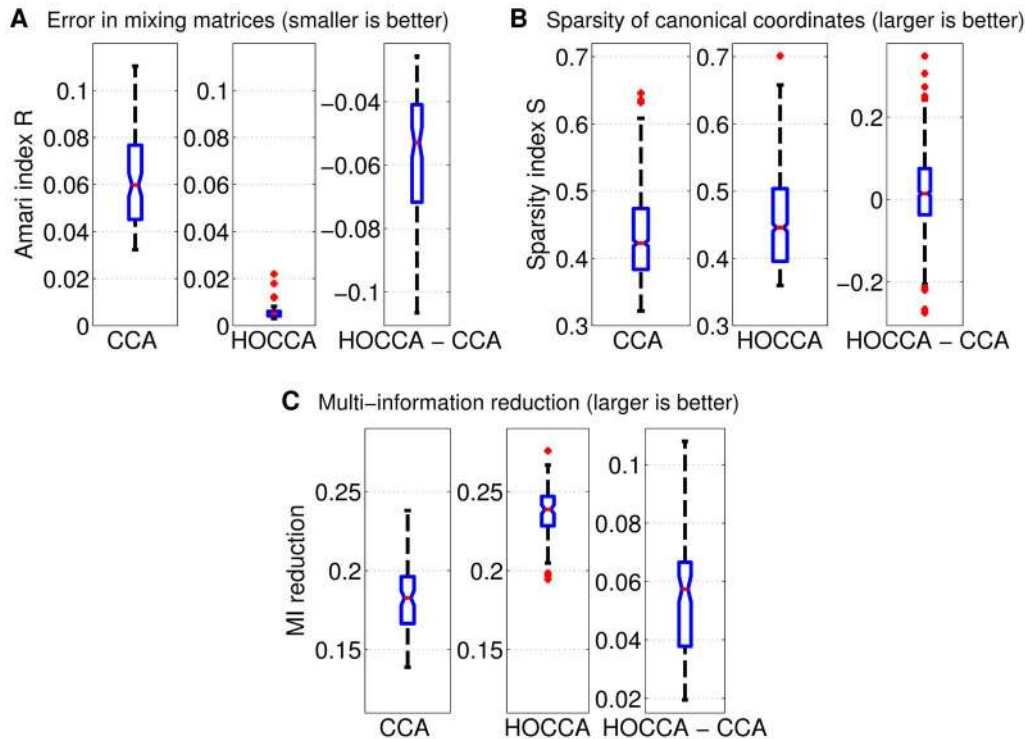 A Error in mixing matrices (smaller is better)
Amari index R
0.1
0.08
0.06
0.04
0.02
0
CCA
0.1
0.08
0.06
0.04
0.02
0
HOCCA
−0.04
−0.06
−0.08
−0.1
HOCCA − CCA
B Sparsity of canonical coordinates (larger is better)
Sparsity index S
0.7
0.6
0.5
0.4
0.3
CCA
0.7
0.6
0.5
0.4
0.3
HOCCA
0.2
0
−0.2
HOCCA − CCA
C Multi−information reduction (larger is better)
MI reduction
0.25
0.2
0.15
CCA
0.25
0.2
0.15
HOCCA
0.1
0.08
0.06
0.04
0.02
HOCCA − CCA